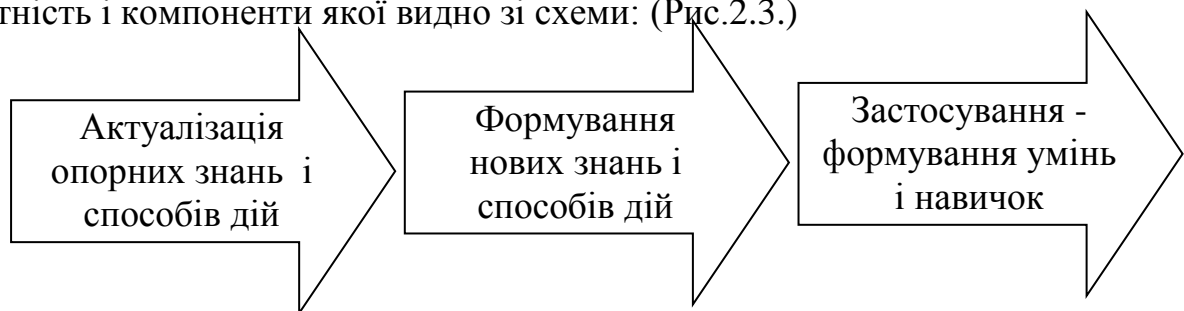 тність і компоненти якої видно зі схеми: (Рис.2.3.)
Актуалізація
опорних знань і
способів дій
Формування
нових знань і
способів дій
Застосування -
формування умінь
і навичок